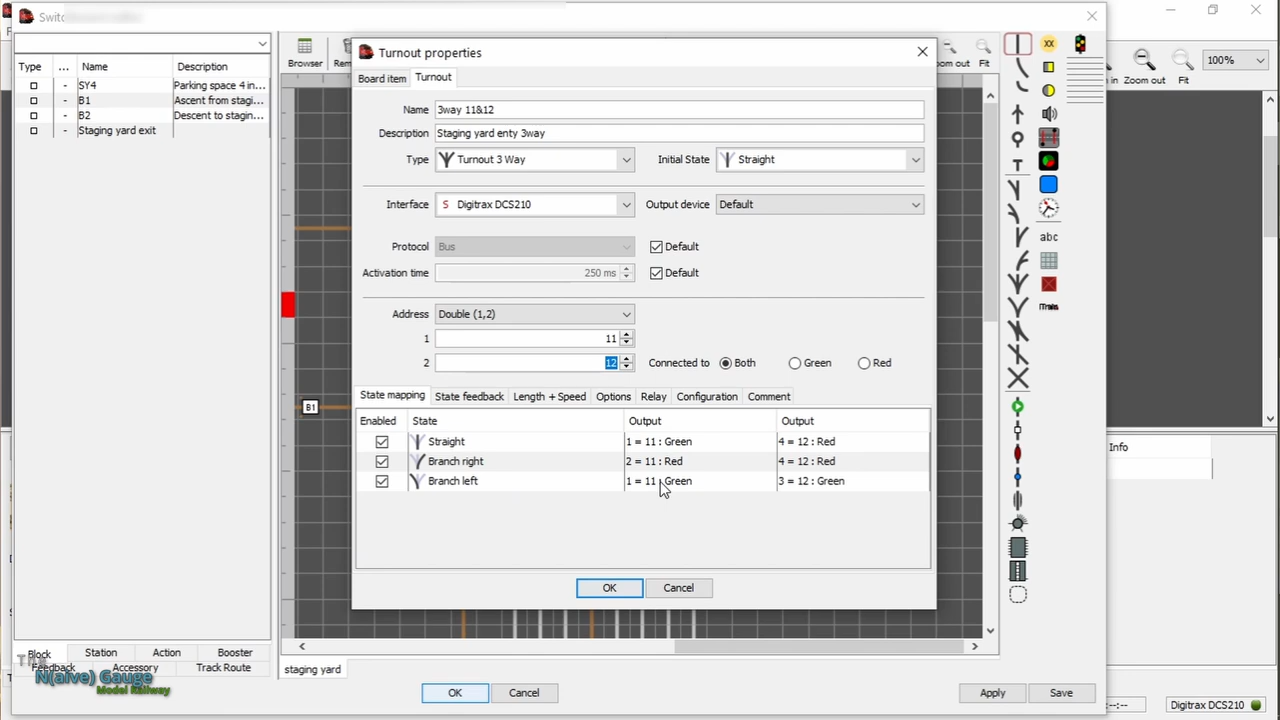 Turnout properties
Board item Turnout
Name 3way 11&12
Description Staging yard enty 3way
Type Turnout 3 Way Initial State Straight
Interface S Digitrax DCS210 Output device Default
Protocol Bus Default
Activation time 250 ms Default
Address Double (1,2)
1 11
2 12 Connected to Both Green Red
State mapping State feedback Length + Speed Options Relay Configuration Comment
Enabled State Output Output
Straight 1 = 11 : Green 4 = 12 : Red
Branch right 2 = 11 : Red 4 = 12 : Red
Branch left 1 = 11 : Green 3 = 12 : Green
OK Cancel
Type ... Name Description
SY4 Parking space 4 in...
- B1 Ascent from stagi...
- B2 Descent to stagin...
- Staging yard exit
Block Station Action Booster
Feedback Accessory Track Route
N(aive) Gauge
Model Railway
Browser
Fit
B1
staging yard
OK Cancel Apply Save
XX
T
abc
iTrain
Zoom out Fit 100%
Info
--:-- Digitrax DCS210